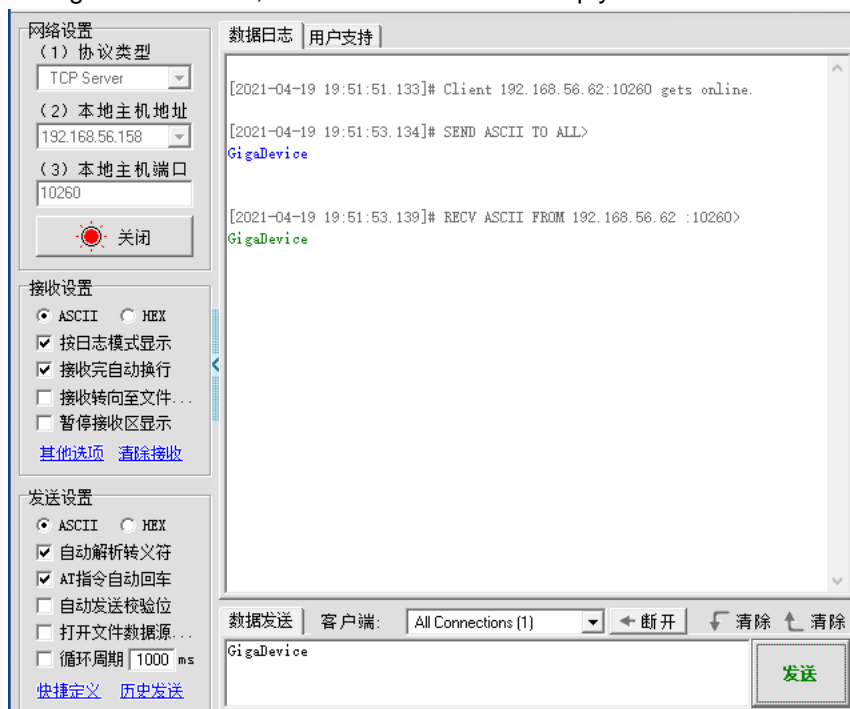 网络设置
（1）协议类型
TCP Server
（2）本地主机地址
192.168.56.158
（3）本地主机端口
10260
关闭
接收设置
ASCII HEX
按日志模式显示
接收完自动换行
接收转向至文件...
暂停接收区显示
其他选项 清除接收
发送设置
ASCII HEX
自动解析转义符
AT指令自动回车
自动发送校验位
打开文件数据源...
循环周期 1000 ms
快捷定义 历史发送
数据日志 用户支持
[2021-04-19 19:51:51.133]# Client 192.168.56.62:10260 gets online.
[2021-04-19 19:51:53.134]# SEND ASCII TO ALL>
GigaDevice
[2021-04-19 19:51:53.139]# RECV ASCII FROM 192.168.56.62 :10260>
GigaDevice
数据发送 客户端: All Connections (1) 断开 清除 清除
GigaDevice
发送